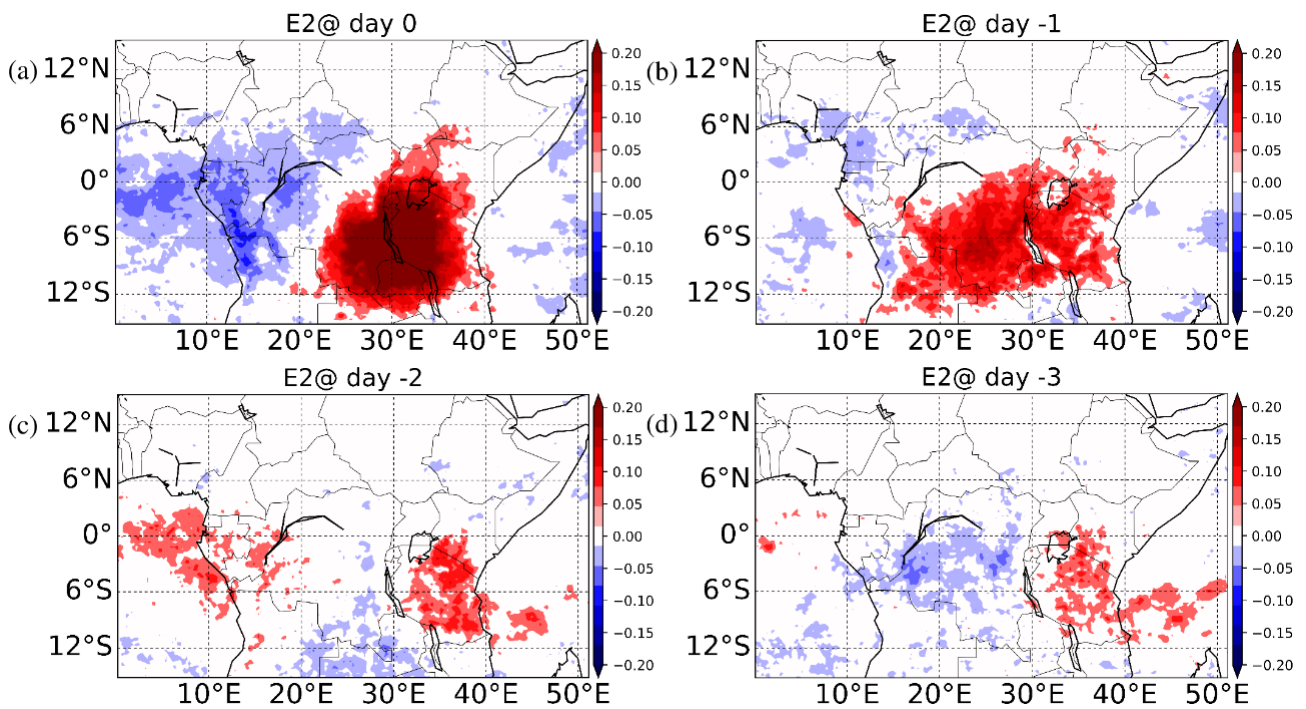 E2@ day 0
(a)
12°N
6°N
0°
6°S
12°S
10°E 20°E 30°E 40°E 50°E
0.20
0.15
0.10
0.05
0.00
−0.05
−0.10
−0.15
−0.20
E2@ day -1
(b)
12°N
6°N
0°
6°S
12°S
10°E 20°E 30°E 40°E 50°E
0.20
0.15
0.10
0.05
0.00
−0.05
−0.10
−0.15
−0.20
E2@ day -2
(c)
12°N
6°N
0°
6°S
12°S
10°E 20°E 30°E 40°E 50°E
0.20
0.15
0.10
0.05
0.00
−0.05
−0.10
−0.15
−0.20
E2@ day -3
(d)
12°N
6°N
0°
6°S
12°S
10°E 20°E 30°E 40°E 50°E
0.20
0.15
0.10
0.05
0.00
−0.05
−0.10
−0.15
−0.20